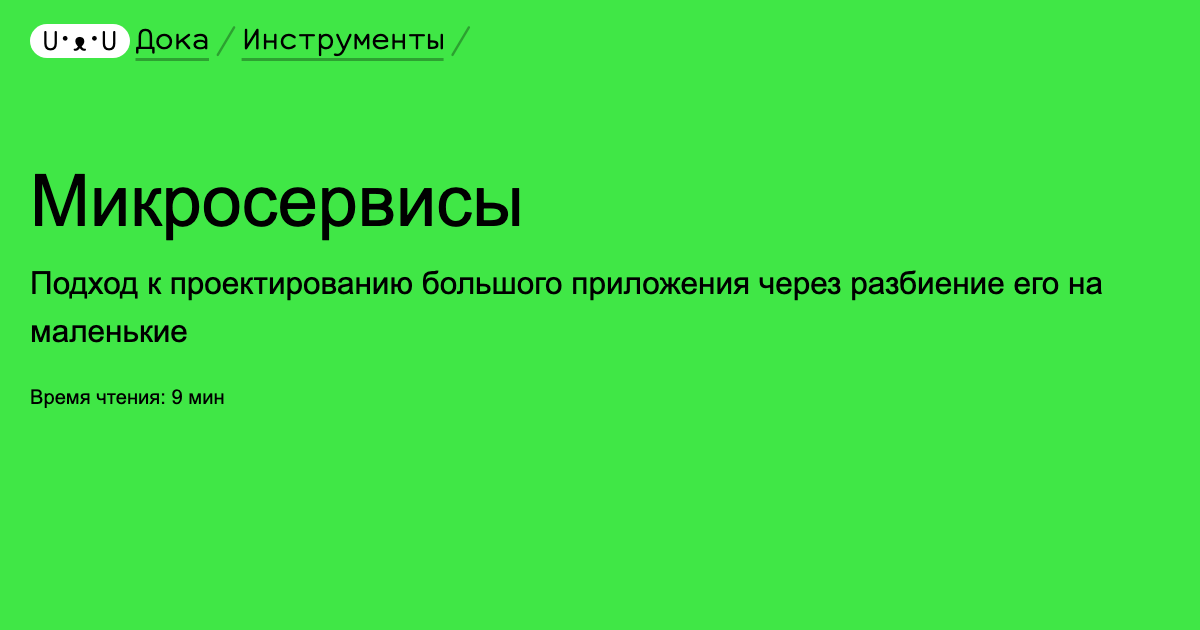 U•ᴥ•U Дока / Инструменты /
Микросервисы
Подход к проектированию большого приложения через разбиение его на
маленькие
Время чтения: 9 мин